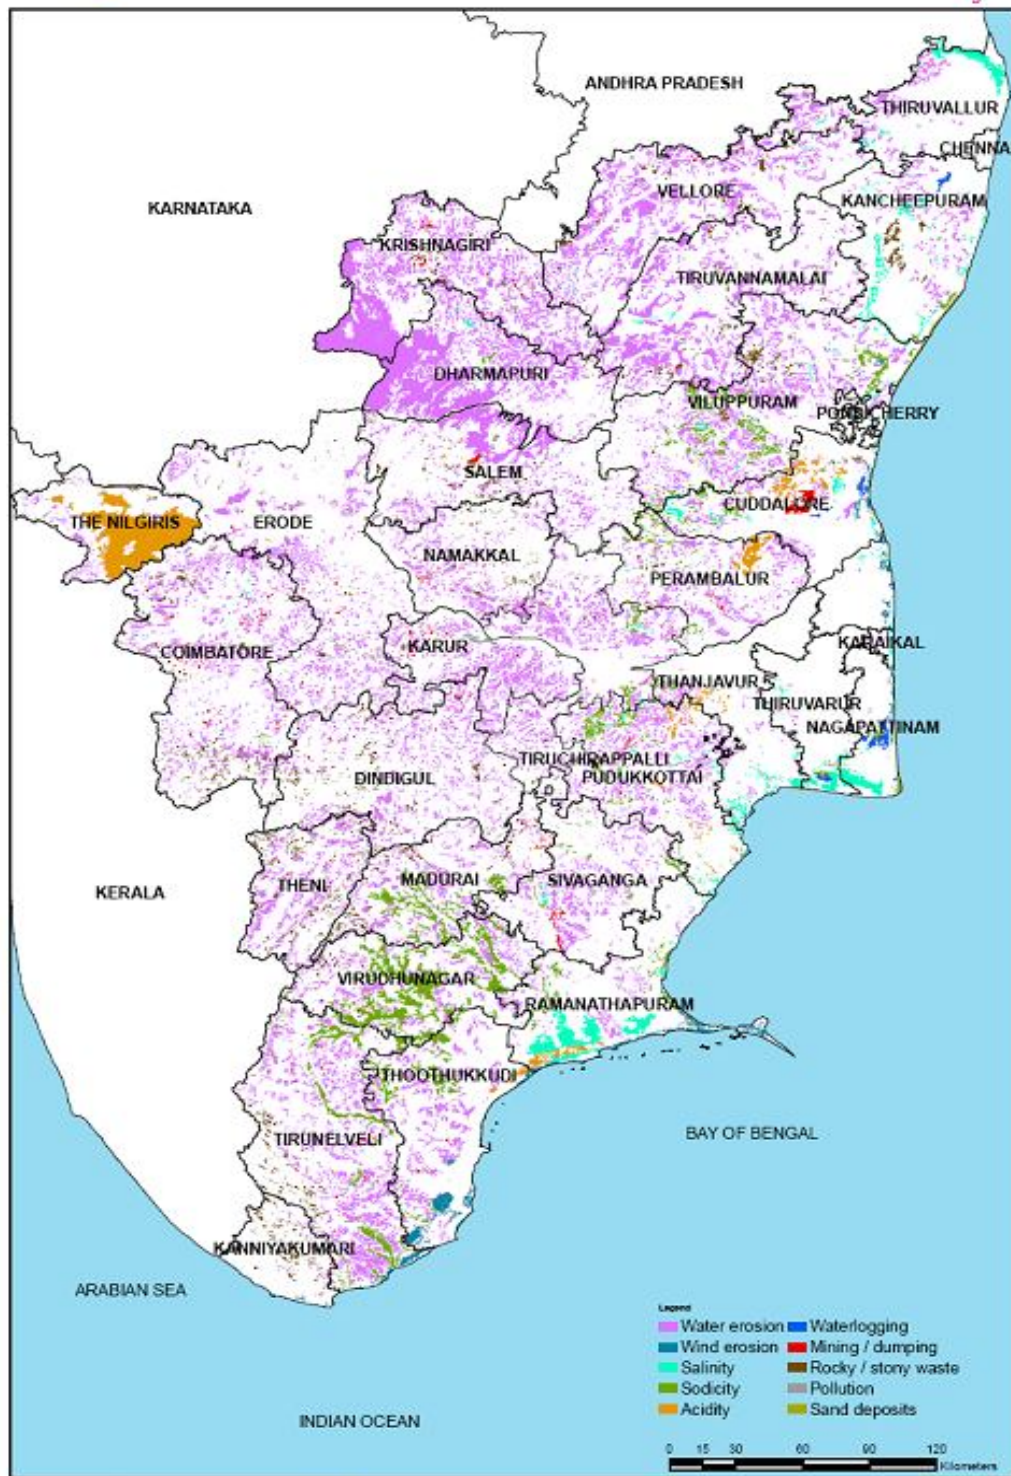 ANDHRA PRADESH
THIRUVALLUR
CHENNA
KARNATAKA
VELLORE
KANCHEEPURAM
KRISHNAGIRI
TIRUVANNAMALAI
DHARMAPURI
VILUPPURAM
PONDICHERRY
SALEM
CUDDALORE
THE NILGIRIS
ERODE
NAMAKKAL
PERAMBALUR
COIMBATORE
KARUR
KARAIKAL
THANJAVUR
THIRUVARUR
NAGAPATTINAM
TIRUCHIRAPPALLI
DINDIGUL
PUDUKKOTTAI
KERALA
THENI
MADURAI
SIVAGANGA
VIRUDHUNAGAR
RAMANATHAPURAM
THOOTHUKKUDI
BAY OF BENGAL
TIRUNELVELI
KANNIYAKUMARI
ARABIAN SEA
INDIAN OCEAN
Legend
Water erosion
Wind erosion
Salinity
Sodicity
Acidity
Waterlogging
Mining / dumping
Rocky / stony waste
Pollution
Sand deposits
0 15 30 60 90 120
Kilometers